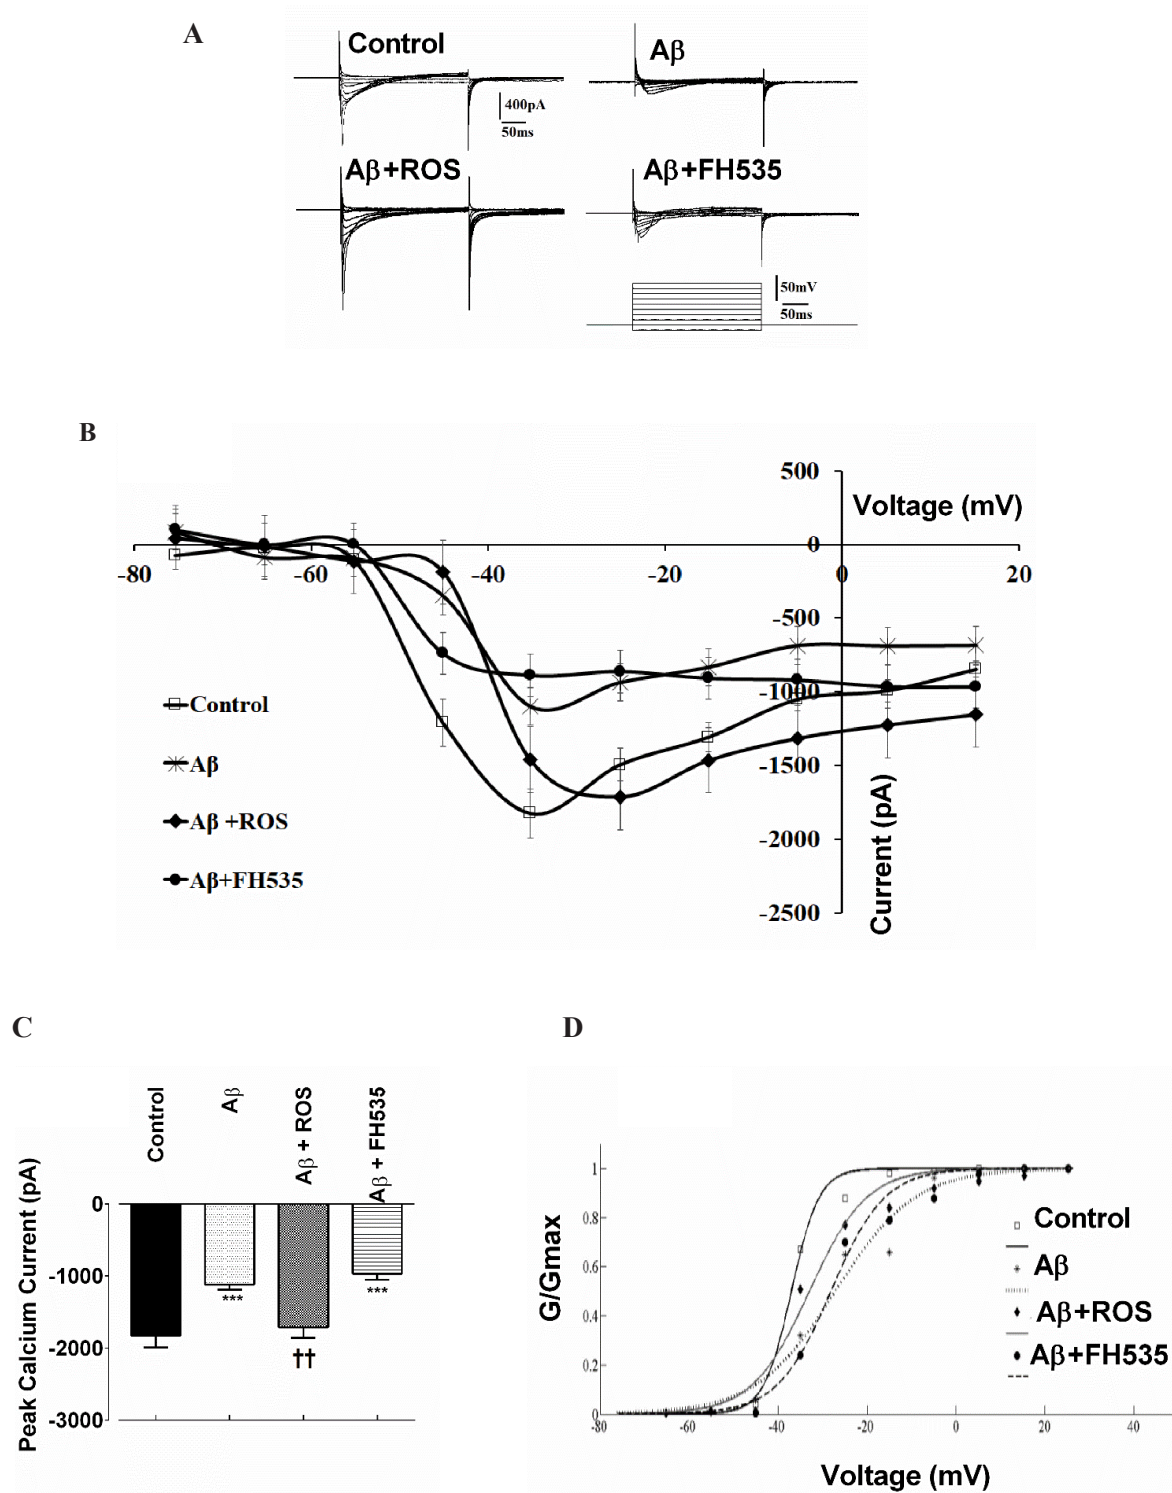 A
Control
Aβ
400pA
50ms
Aβ+ROS
Aβ+FH535
50mV
50ms
B
500
Voltage (mV)
0
-80
-60
-40
-20
0
20
-500
-1000
-1500
-2000
-2500
Current (pA)
Control
Aβ
Aβ +ROS
Aβ+FH535
C
D
Control
Aβ
Aβ + ROS
Aβ + FH535
Peak Calcium Current (pA)
0
-1000
-2000
-3000
***
††
***
G/Gmax
1
0.8
0.6
0.4
0.2
0
-80
-60
-40
-20
0
20
40
Control
Aβ
Aβ+ROS
Aβ+FH535
Voltage (mV)